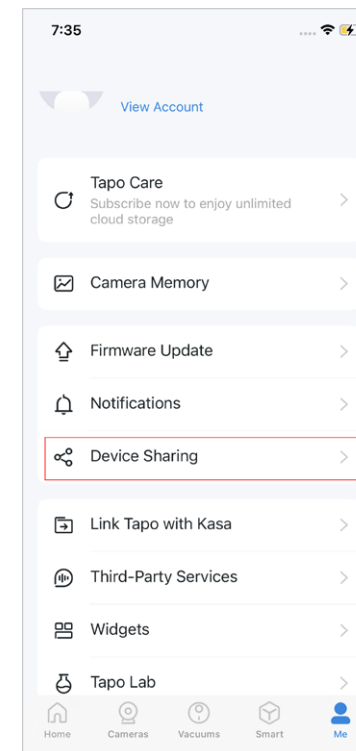 7:35
View Account
Tapo Care
Subscribe now to enjoy unlimited
cloud storage
Camera Memory
Firmware Update
Notifications
Device Sharing
Link Tapo with Kasa
Third-Party Services
Widgets
Tapo Lab
Home Cameras Vacuums Smart Me